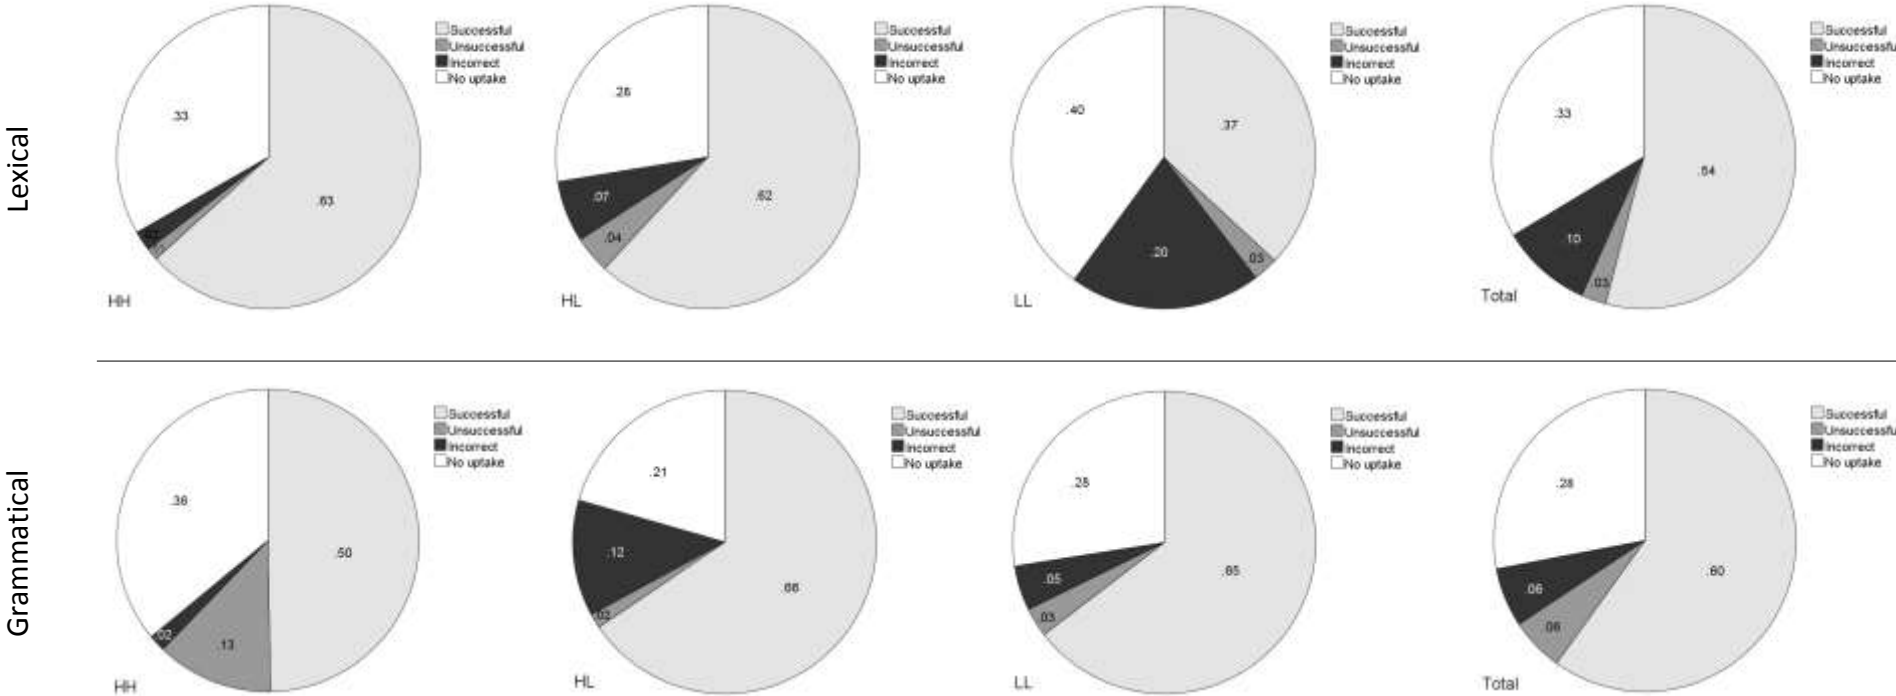 Lexical
Successful
Unsuccessful
Incorrect
No uptake
.33
.63
HH
Successful
Unsuccessful
Incorrect
No uptake
.28
.07
.62
.04
HL
Successful
Unsuccessful
Incorrect
No uptake
.40
.37
.20
.03
LL
Successful
Unsuccessfu
Incorrect
No uptake
.33
.54
.10
.03
Total
Grammatical
Successful
Unsuccessful
Incorrect
No uptake
.36
.50
.02
.13
HH
Successful
Unsuccessful
Incorrect
No uptake
.21
.12
.66
.02
HL
Successful
Unsuccessful
Incorrect
No uptake
.28
.65
.05
.03
LL
Successful
Unsuccessfu
Incorrect
No uptake
.28
.60
.06
.06
Total